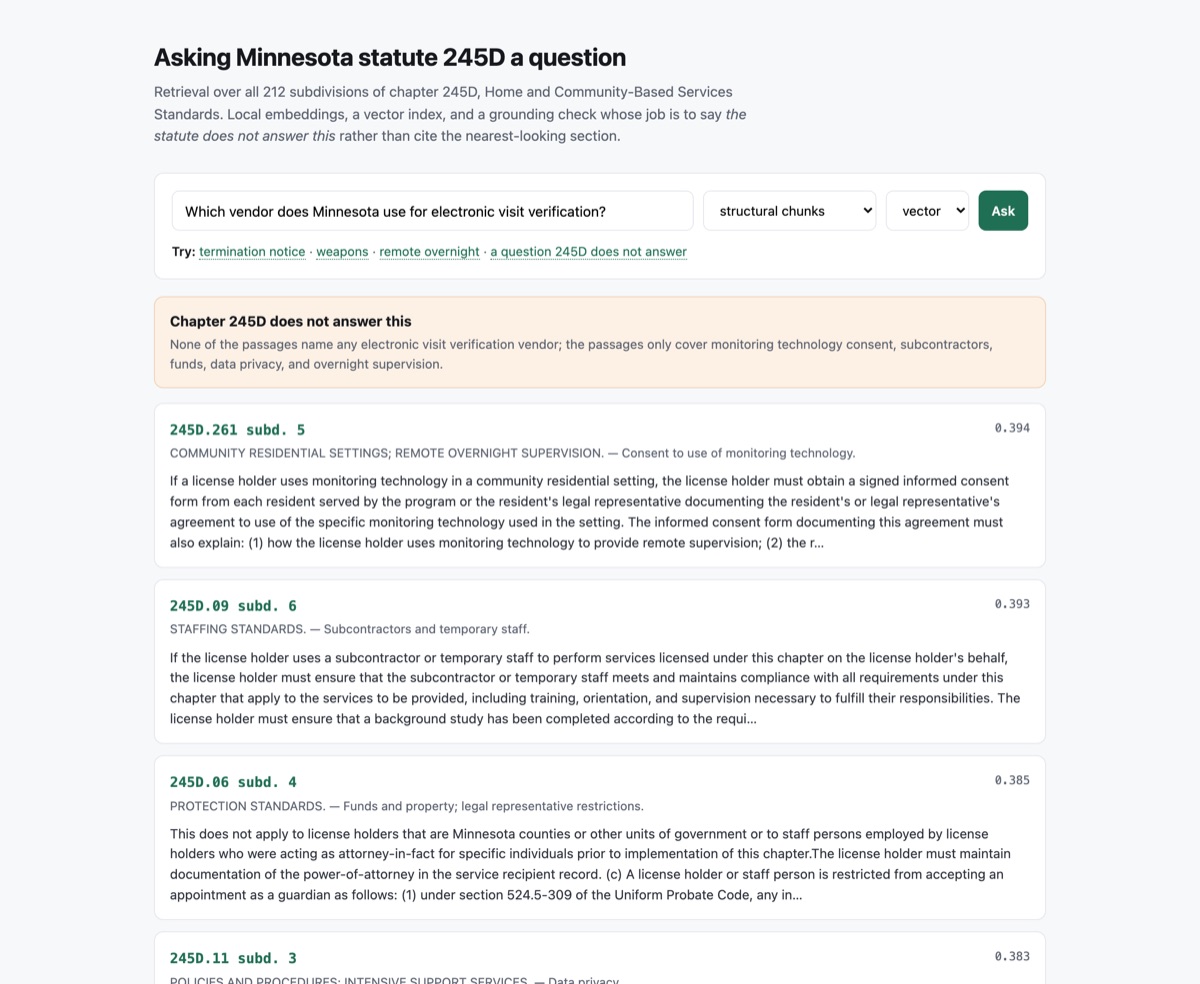 Asking Minnesota statute 245D a question
Retrieval over all 212 subdivisions of chapter 245D, Home and Community-Based Services
Standards. Local embeddings, a vector index, and a grounding check whose job is to say the
statute does not answer this rather than cite the nearest-looking section.
Which vendor does Minnesota use for electronic visit verification? structural chunks vector Ask
Try: termination notice · weapons · remote overnight · a question 245D does not answer
Chapter 245D does not answer this
None of the passages name any electronic visit verification vendor; the passages only cover monitoring technology consent, subcontractors,
funds, data privacy, and overnight supervision.
245D.261 subd. 5 0.394
COMMUNITY RESIDENTIAL SETTINGS; REMOTE OVERNIGHT SUPERVISION. — Consent to use of monitoring technology.
If a license holder uses monitoring technology in a community residential setting, the license holder must obtain a signed informed consent
form from each resident served by the program or the resident's legal representative documenting the resident's or legal representative's
agreement to use of the specific monitoring technology used in the setting. The informed consent form documenting this agreement must
also explain: (1) how the license holder uses monitoring technology to provide remote supervision; (2) the r...
245D.09 subd. 6 0.393
STAFFING STANDARDS. — Subcontractors and temporary staff.
If the license holder uses a subcontractor or temporary staff to perform services licensed under this chapter on the license holder's behalf,
the license holder must ensure that the subcontractor or temporary staff meets and maintains compliance with all requirements under this
chapter that apply to the services to be provided, including training, orientation, and supervision necessary to fulfill their responsibilities. The
license holder must ensure that a background study has been completed according to the requi...
245D.06 subd. 4 0.385
PROTECTION STANDARDS. — Funds and property; legal representative restrictions.
This does not apply to license holders that are Minnesota counties or other units of government or to staff persons employed by license
holders who were acting as attorney-in-fact for specific individuals prior to implementation of this chapter.The license holder must maintain
documentation of the power-of-attorney in the service recipient record. (c) A license holder or staff person is restricted from accepting an
appointment as a guardian as follows: (1) under section 524.5-309 of the Uniform Probate Code, any in...
245D.11 subd. 3 0.383
POLICIES AND PROCEDURES; INTENSIVE SUPPORT SERVICES. — Data privacy.